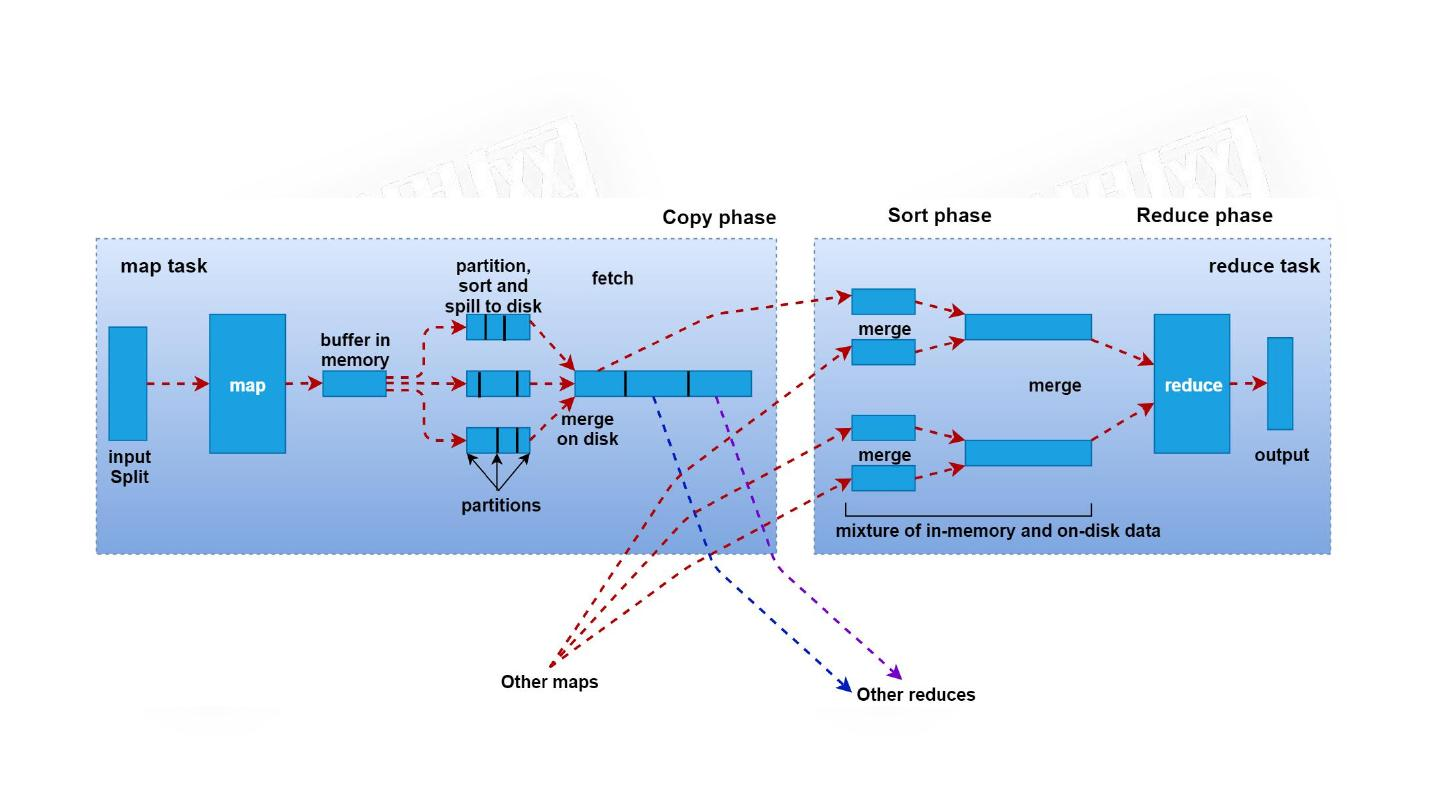 Copy phase
Sort phase
Reduce phase
map task
partition,
sort and
spill to disk
fetch
reduce task
buffer in
memory
map
merge
merge
reduce
merge
on disk
input
Split
merge
output
partitions
mixture of in-memory and on-disk data
Other maps
Other reduces